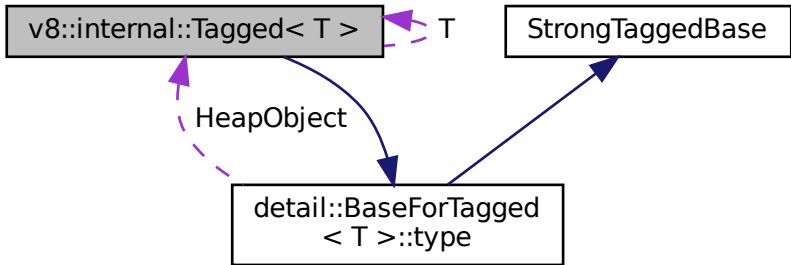 v8::internal::Tagged< T >
T
StrongTaggedBase
HeapObject
detail::BaseForTagged
< T >::type